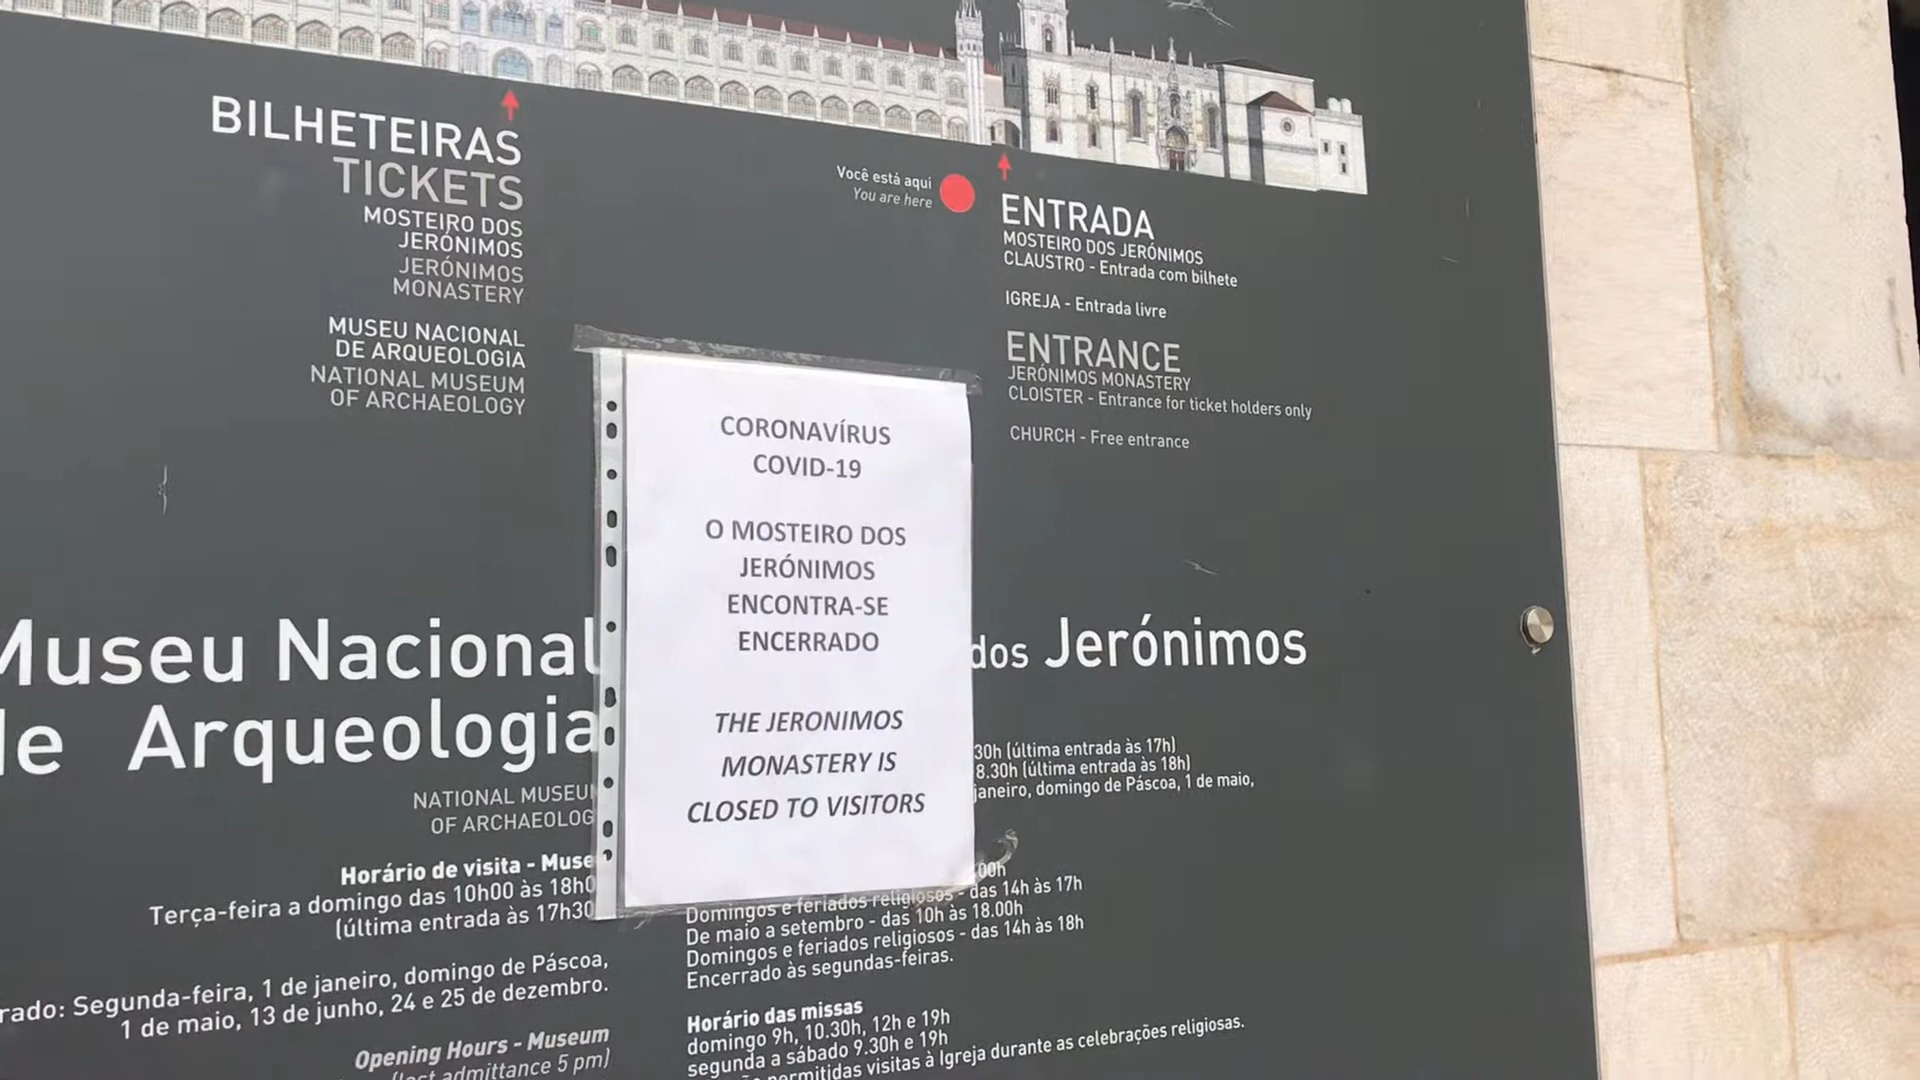 BILHETEIRAS
TICKETS
MOSTEIRO DOS
JERÓNIMOS
JERÓNIMOS
MONASTERY
MUSEU NACIONAL
DE ARQUEOLOGIA
NATIONAL MUSEUM
OF ARCHAEOLOGY
Você está aqui
You are here
ENTRADA
MOSTEIRO DOS JERÓNIMOS
CLAUSTRO - Entrada com bilhete
IGREJA - Entrada livre
ENTRANCE
JERÓNIMOS MONASTERY
CLOISTER - Entrance for ticket holders only
CHURCH - Free entrance
CORONAVÍRUS
COVID-19
O MOSTEIRO DOS
JERÓNIMOS
ENCONTRA-SE
ENCERRADO
THE JERONIMOS
MONASTERY IS
CLOSED TO VISITORS
Museu Nacional
de Arqueologia
NATIONAL MUSEU
OF ARCHAEOLOG
Horário de visita - Muse
Terça-feira a domingo das 10h00 às 18h0
(última entrada às 17h30
rado: Segunda-feira, 1 de janeiro, domingo de Páscoa,
1 de maio, 13 de junho, 24 e 25 de dezembro.
Opening Hours - Museum
(last admittance 5 pm)
dos Jerónimos
30h (última entrada às 17h)
8.30h (última entrada às 18h)
janeiro, domingo de Páscoa, 1 de maio,
00h
Domingos e feriados religiosos - das 14h às 17h
De maio a setembro - das 10h às 18.00h
Domingos e feriados religiosos - das 14h às 18h
Encerrado às segundas-feiras.
Horário das missas
domingo 9h, 10.30h, 12h e 19h
segunda a sábado 9.30h e 19h
permitidas visitas à Igreja durante as celebrações religiosas.